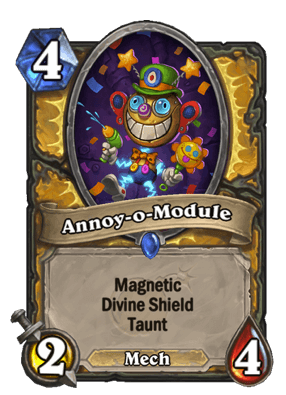 4
Annoy-o-Module
Magnetic
Divine Shield
Taunt
2
Mech
4